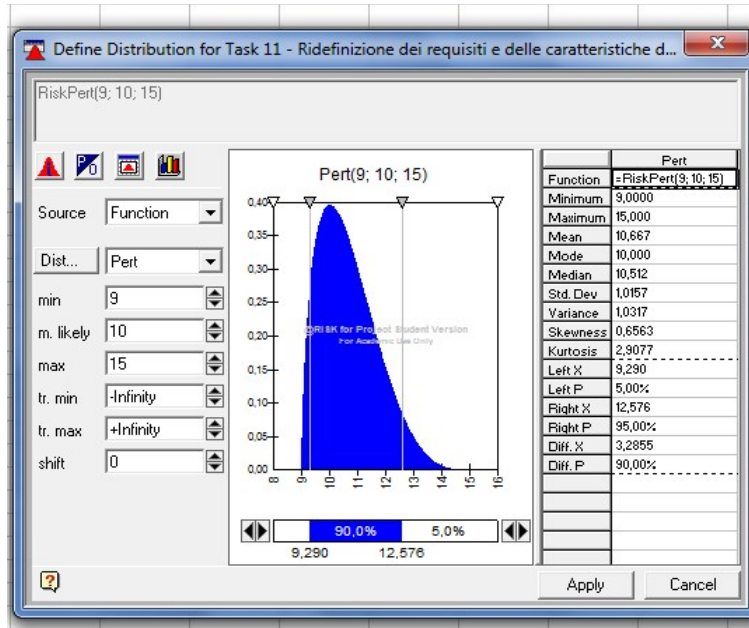 Define Distribution for Task 11 - Ridefinizione dei requisiti e delle caratteristiche d...
RiskPert(9; 10; 15)
Source Function
Dist... Pert
min 9
m. likely 10
max 15
tr. min -Infinity
tr. max +Infinity
shift 0
Pert(9; 10; 15)
0,40
0,35
0,30
0,25
0,20
0,15
0,10
0,05
0,00
@RISK for Project Student Version
For Academic Use Only
8 9 10 11 12 13 14 15 16
90,0% 5,0%
9,290 12,576
Pert
Function =RiskPert(9; 10; 15)
Minimum 9,0000
Maximum 15,000
Mean 10,667
Mode 10,000
Median 10,512
Std. Dev 1,0157
Variance 1,0317
Skewness 0,6563
Kurtosis 2,9077
Left X 9,290
Left P 5,00%
Right X 12,576
Right P 95,00%
Diff. X 3,2855
Diff. P 90,00%
Apply Cancel